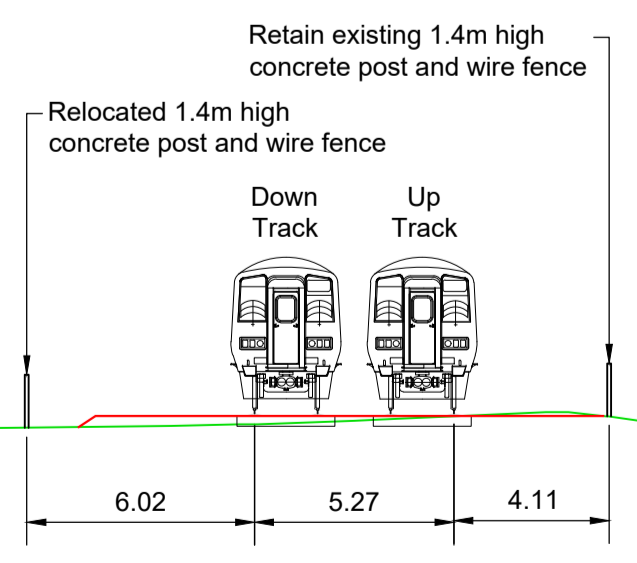 Retain existing 1.4m high
concrete post and wire fence
Relocated 1.4m high
concrete post and wire fence
Down
Track
Up
Track
6.02
5.27
4.11